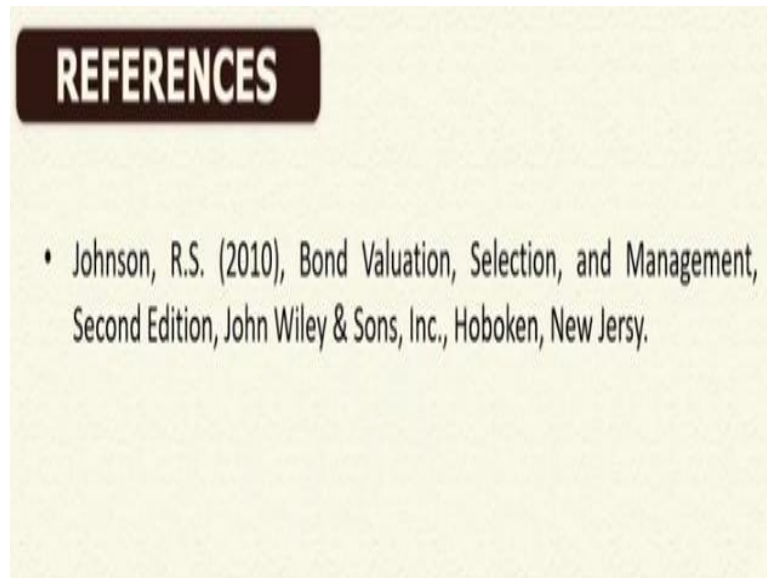 REFERENCES
• Johnson, R.S. (2010), Bond Valuation, Selection, and Management,
Second Edition, John Wiley & Sons, Inc., Hoboken, New Jersy.